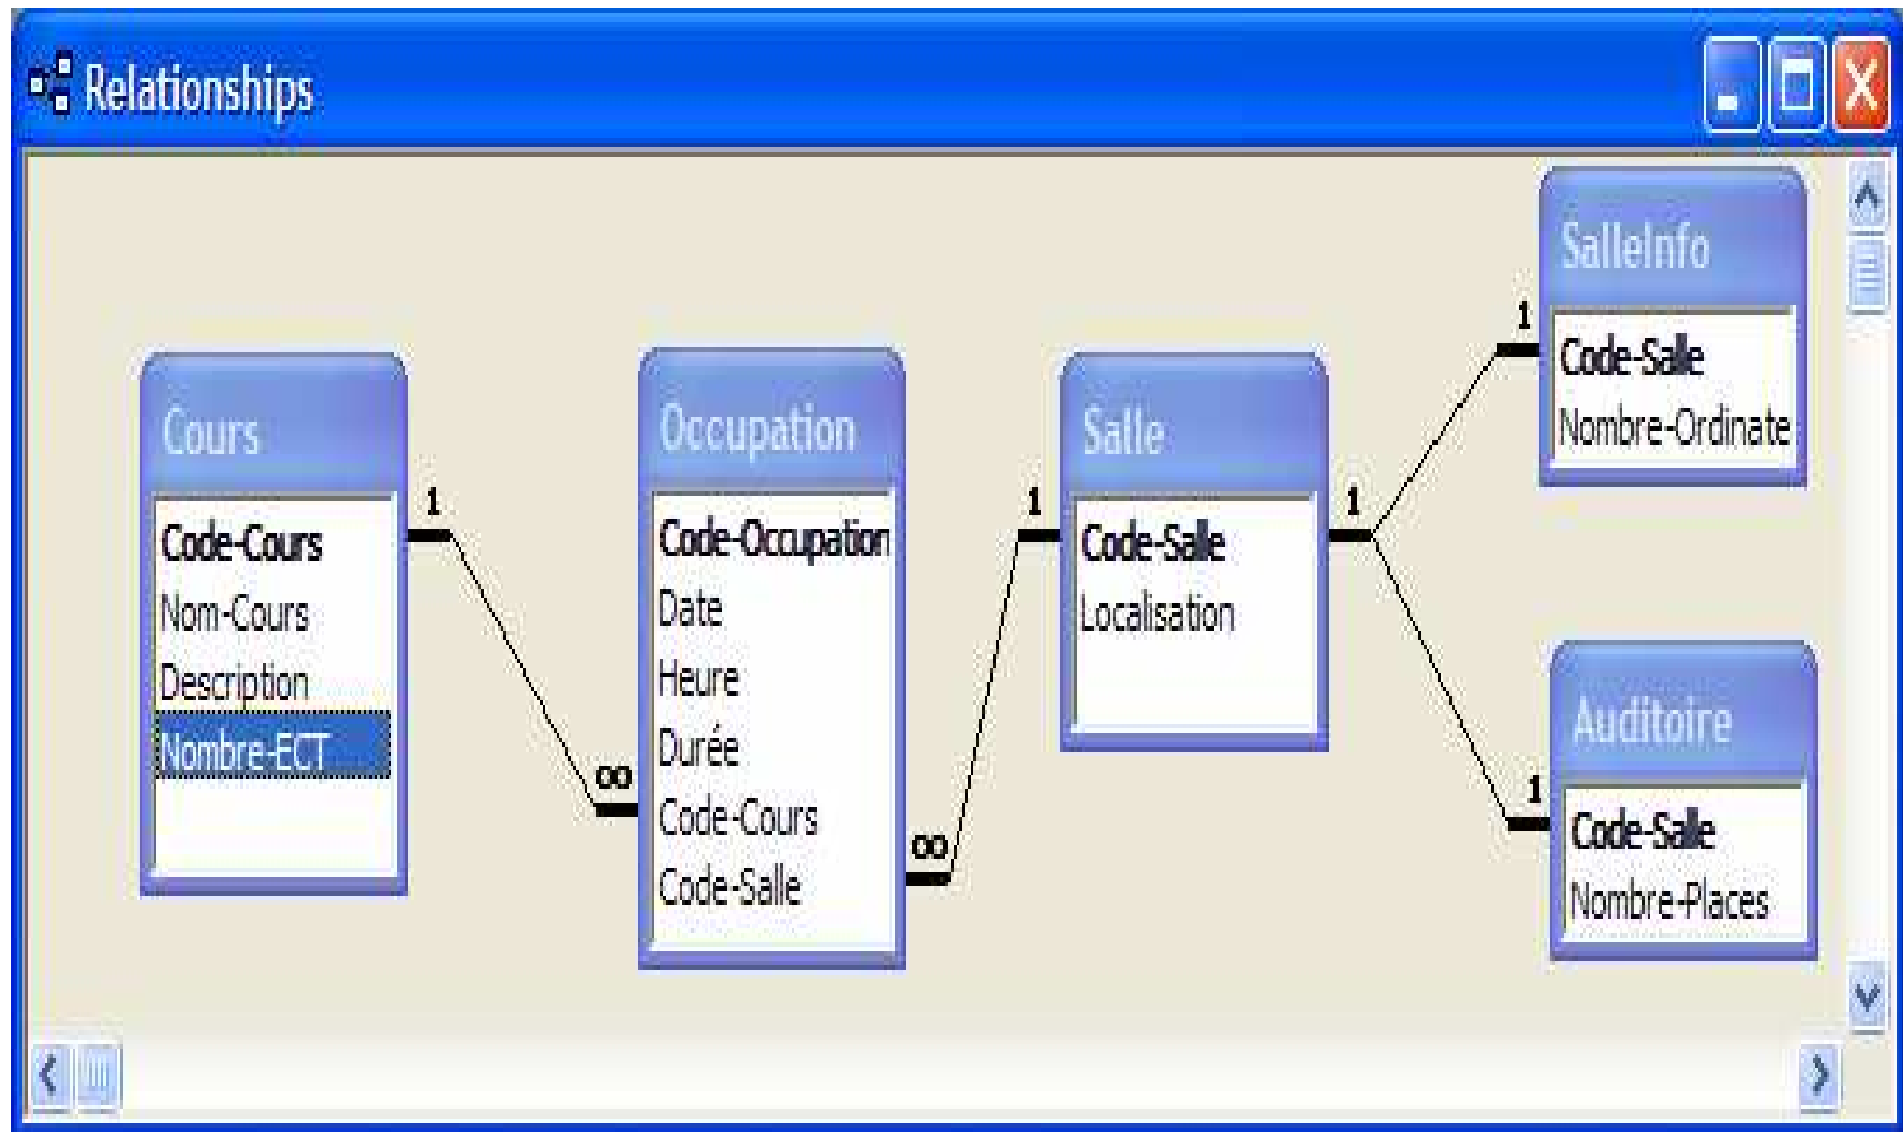 Relationships
Cours
Code-Cours
Nom-Cours
Description
Nombre-ECT
1
∞
Occupation
Code-Occupation
Date
Heure
Durée
Code-Cours
Code-Salle
∞
1
Salle
Code-Salle
Localisation
1
1
SalleInfo
Code-Salle
Nombre-Ordinate
1
Auditoire
Code-Salle
Nombre-Places